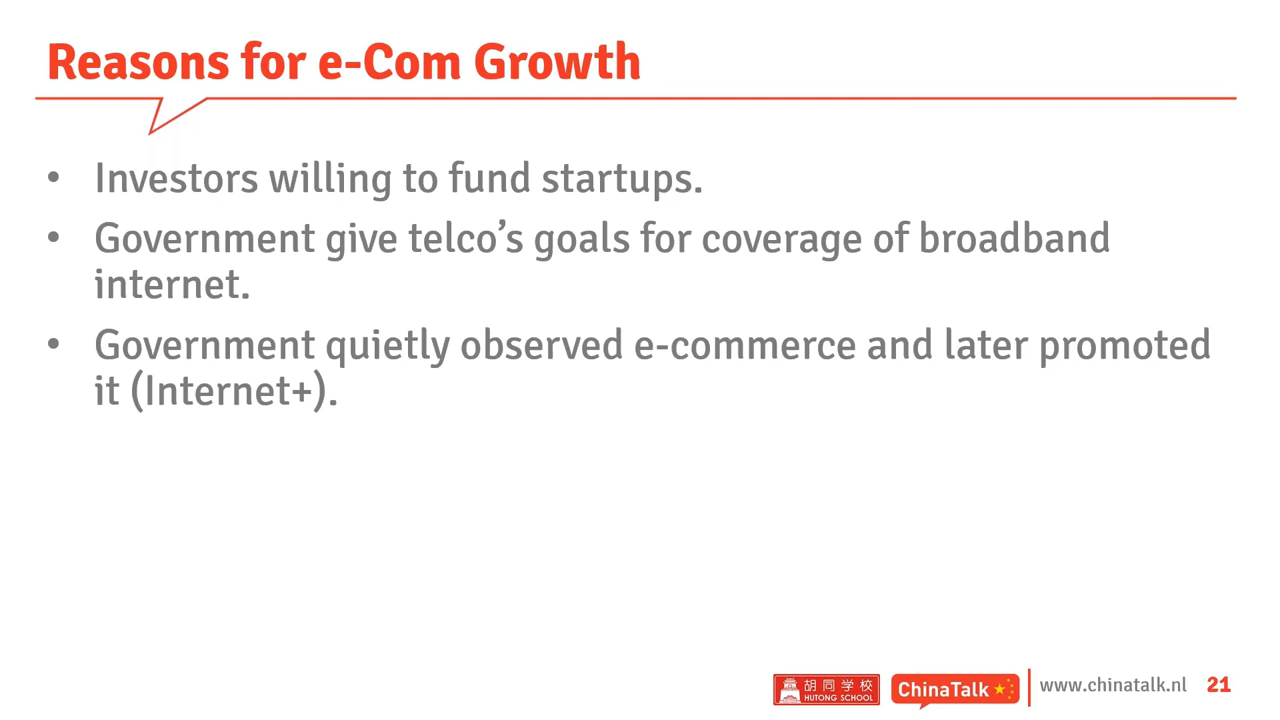 Reasons for e-Com Growth
• Investors willing to fund startups.
• Government give telco’s goals for coverage of broadband
internet.
• Government quietly observed e-commerce and later promoted
it (Internet+).
胡同学校
HUTONG SCHOOL
ChinaTalk
www.chinatalk.nl
21